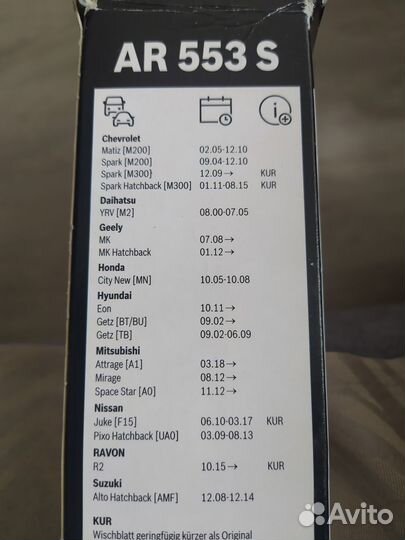 AR 553 S
Chevrolet
Matiz [M200] 02.05-12.10
Spark [M200] 09.04-12.10
Spark [M300} 12.09→ KUR
Spark Hatchback [M300] 01.11-08.15 KUR
Daihatsu
YRV [M2] 08.00-07.05
Geely
MK 07.08→
MK Hatchback 01.12→
Honda
City New [MN] 10.05-10.08
Hyundai
Eon 10.11→
Getz [BT/BU] 09.02→
Getz [TB] 09.02-06.09
Mitsubishi
Attrage [A1] 03.18→
Mirage 08.12→
Space Star [A0] 11.12→
Nissan
Juke [F15] 06.10-03.17 KUR
Pixo Hatchback [UA0] 03.09-08.13
RAVON
R2 10.15→ KUR
Suzuki
Alto Hatchback [AMF] 12.08-12.14
KUR
Wischblatt geringfügig kürzer als Original
Avito